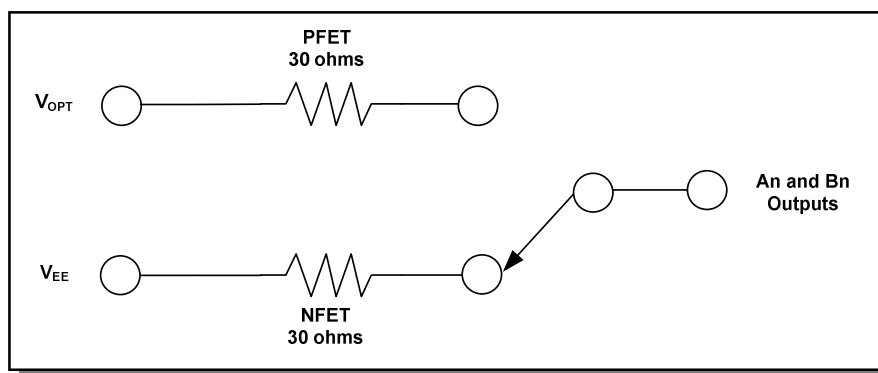 PFET
30 ohms
VOPT
An and Bn
Outputs
VEE
NFET
30 ohms